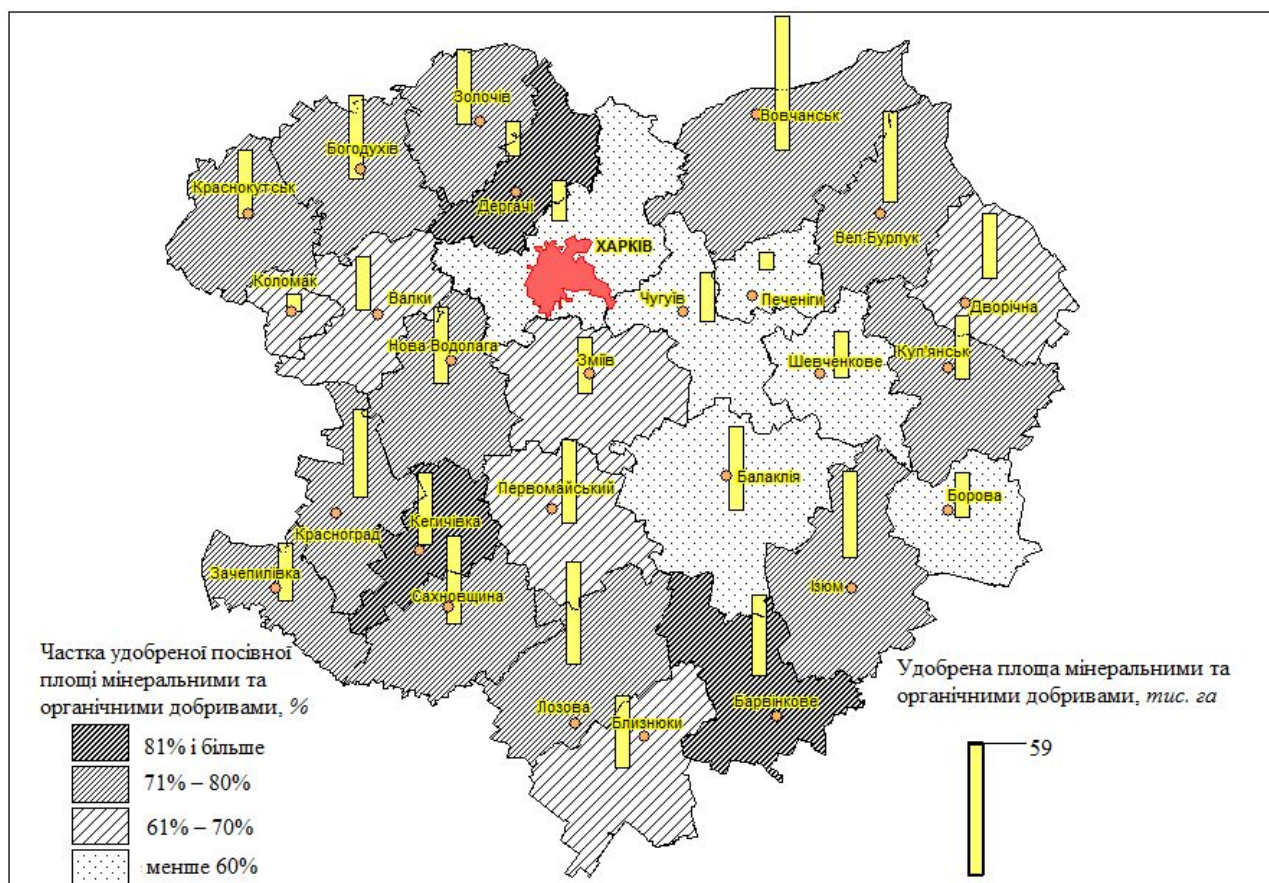 Золочів
Вовчанськ
Богодухів
Краснокутськ
Дергачі
Вел.Бурлук
ХАРКІВ
Коломак
Валки
Чугуїв
Печеніги
Дворічна
Нова Водолага
Зміїв
Шевченкове
Куп'янськ
Первомайський
Балаклія
Борова
Красноград
Кегичівка
Зачепилівка
Сахновщина
Ізюм
Лозова
Близнюки
Барвінкове
Частка удобреної посівної
площі мінеральними та
органічними добривами, %
81% і більше
71% – 80%
61% – 70%
менше 60%
Удобрена площа мінеральними та
органічними добривами, тис. га
59